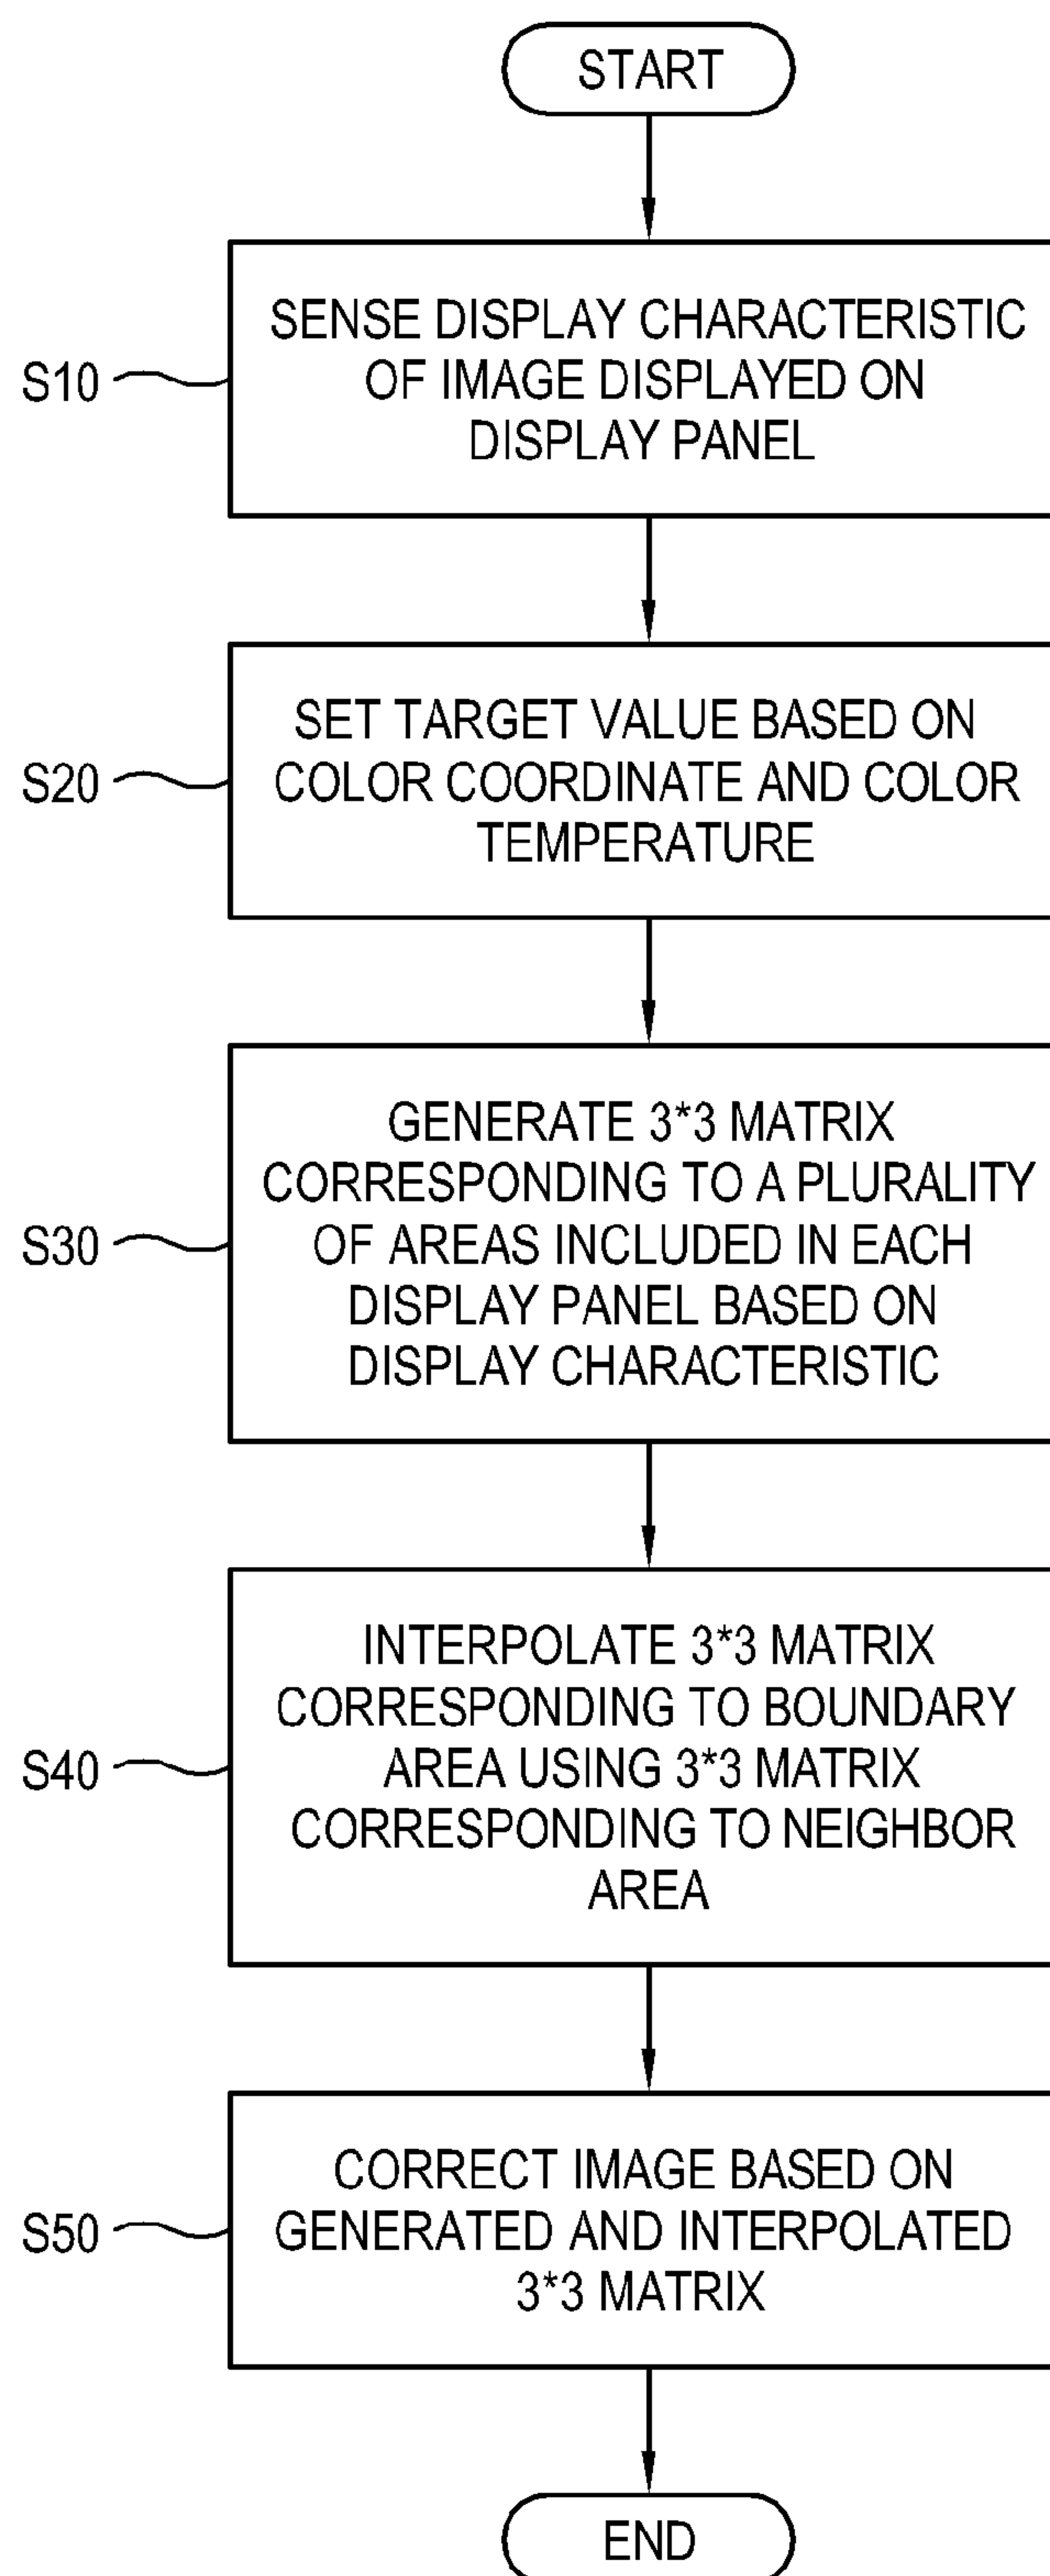 START
SENSE DISPLAY CHARACTERISTIC
OF IMAGE DISPLAYED ON
DISPLAY PANEL
S10
SET TARGET VALUE BASED ON
COLOR COORDINATE AND COLOR
TEMPERATURE
S20
GENERATE 3*3 MATRIX
CORRESPONDING TO A PLURALITY
OF AREAS INCLUDED IN EACH
DISPLAY PANEL BASED ON
DISPLAY CHARACTERISTIC
S30
INTERPOLATE 3*3 MATRIX
CORRESPONDING TO BOUNDARY
AREA USING 3*3 MATRIX
CORRESPONDING TO NEIGHBOR
AREA
S40
CORRECT IMAGE BASED ON
GENERATED AND INTERPOLATED
3*3 MATRIX
S50
END